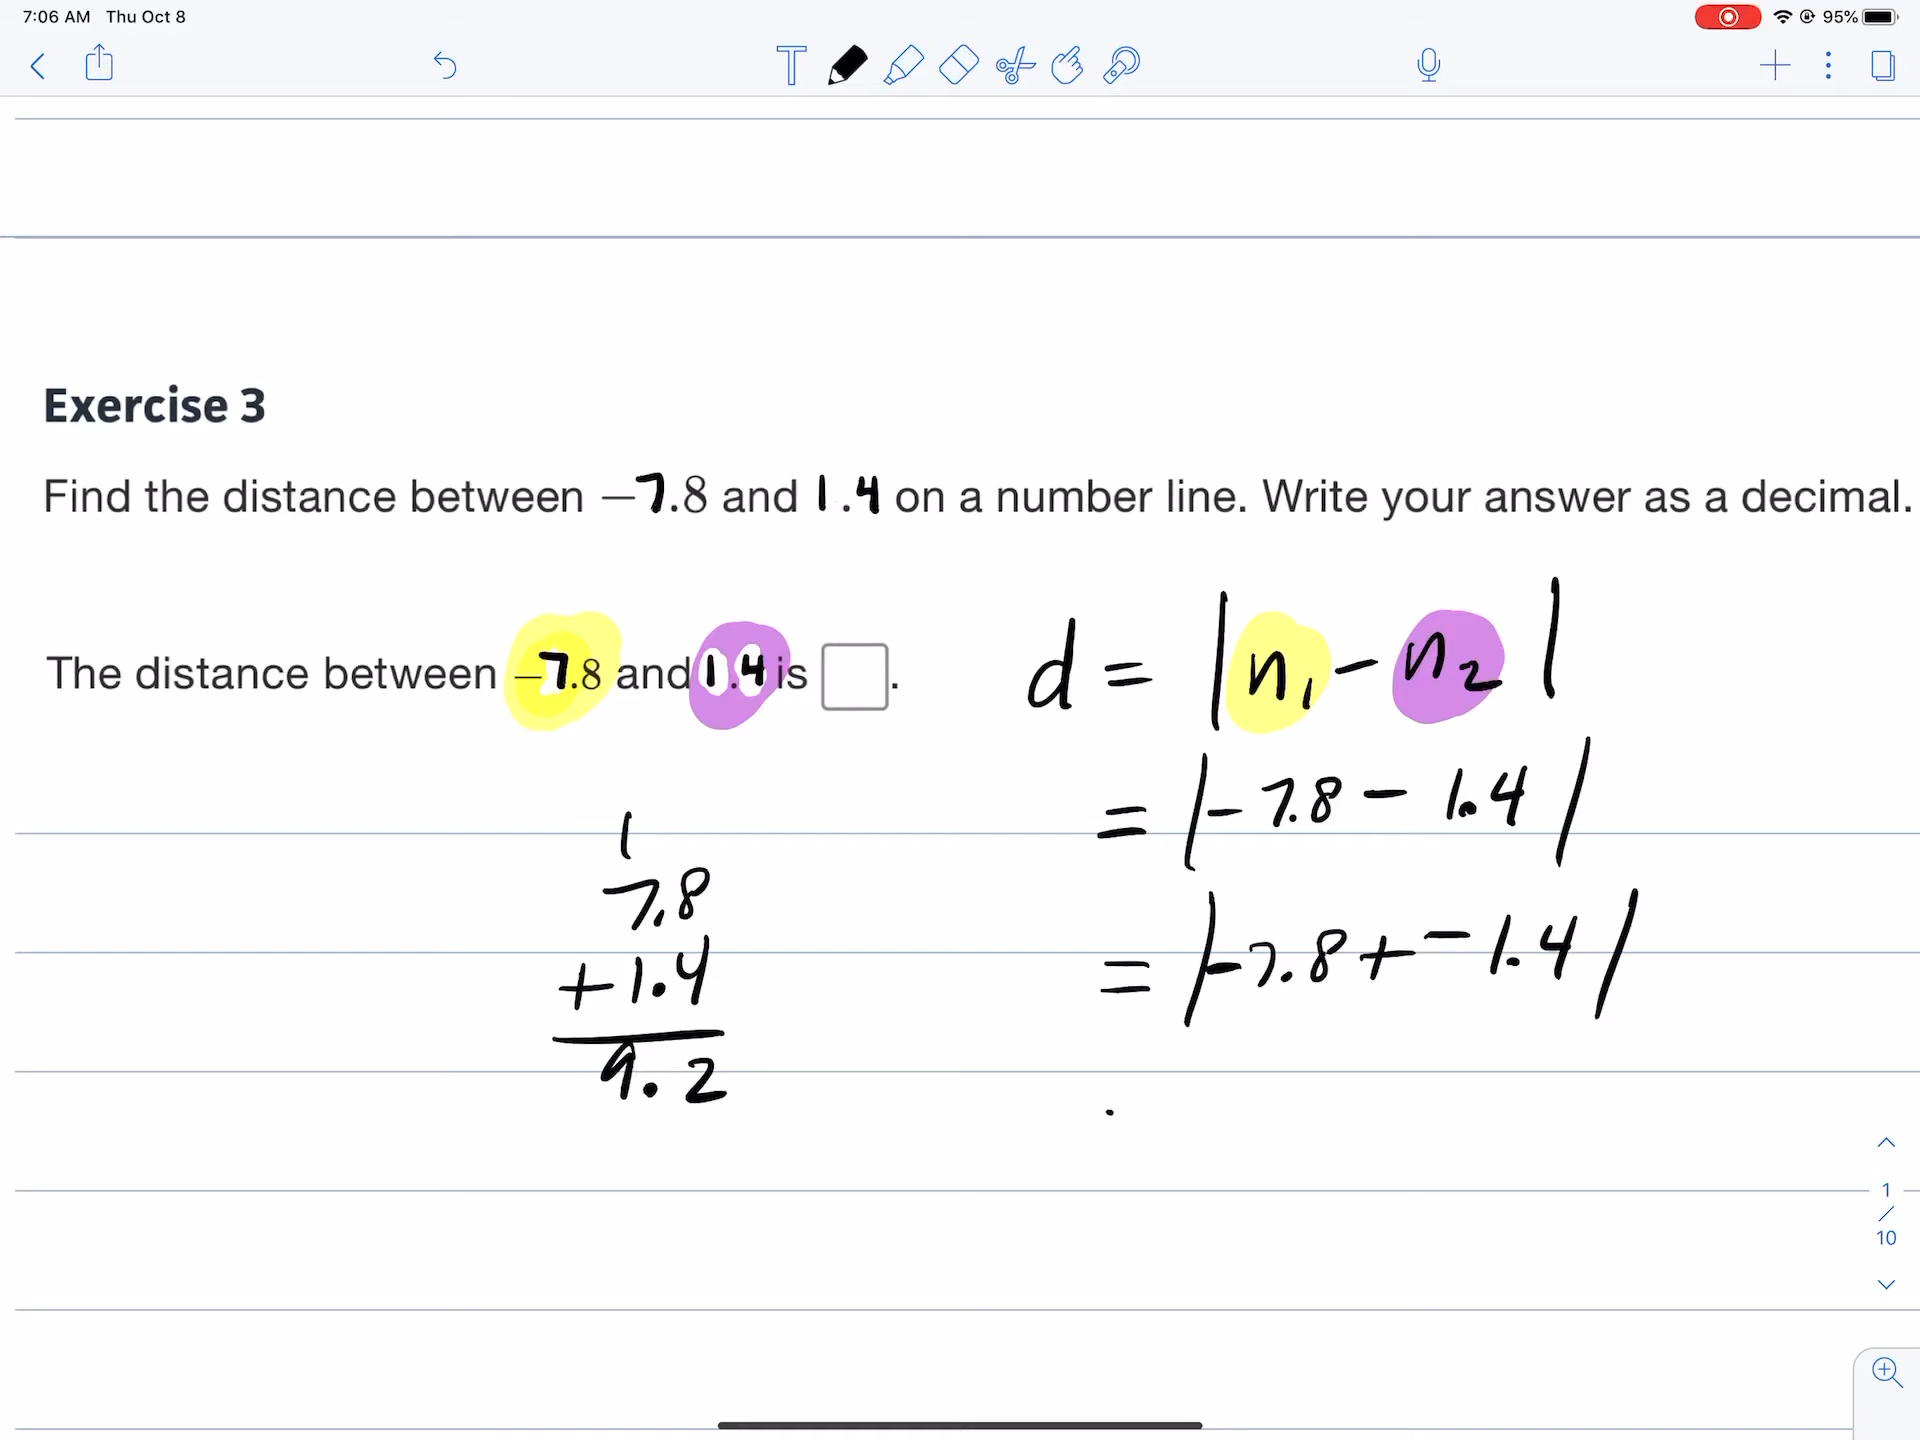 7:06 AM Thu Oct 8
95%
T
Exercise 3
Find the distance between −7.8 and 1.4 on a number line. Write your answer as a decimal.
The distance between −7.8 and 1.4 is .
d = |n₁ − n₂|
= |−7.8 − 1.4|
= |−7.8 + −1.4|
1
7.8
+1.4
9.2
1
/
10